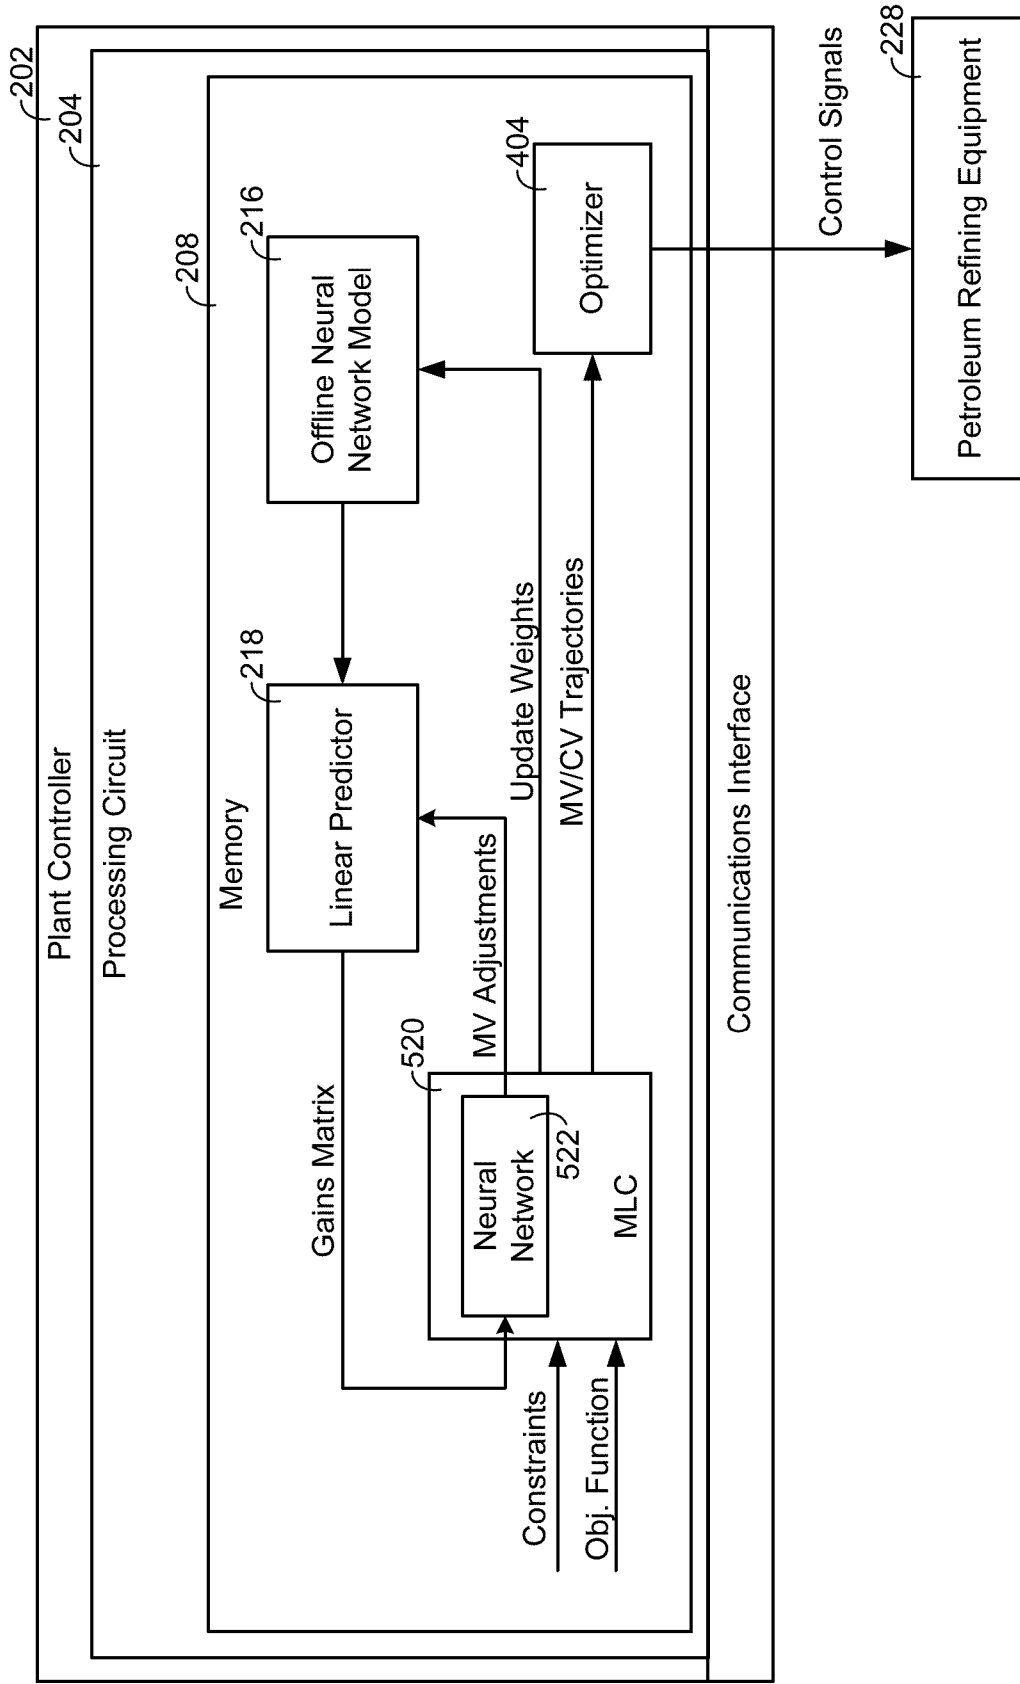 202
Plant Controller
204
Processing Circuit
208
Memory
216
Offline Neural
Network Model
218
Linear Predictor
Gains Matrix
MV Adjustments
Update Weights
MV/CV Trajectories
404
Optimizer
520
Neural
Network
522
MLC
Constraints
Obj. Function
Communications Interface
Control Signals
228
Petroleum Refining Equipment